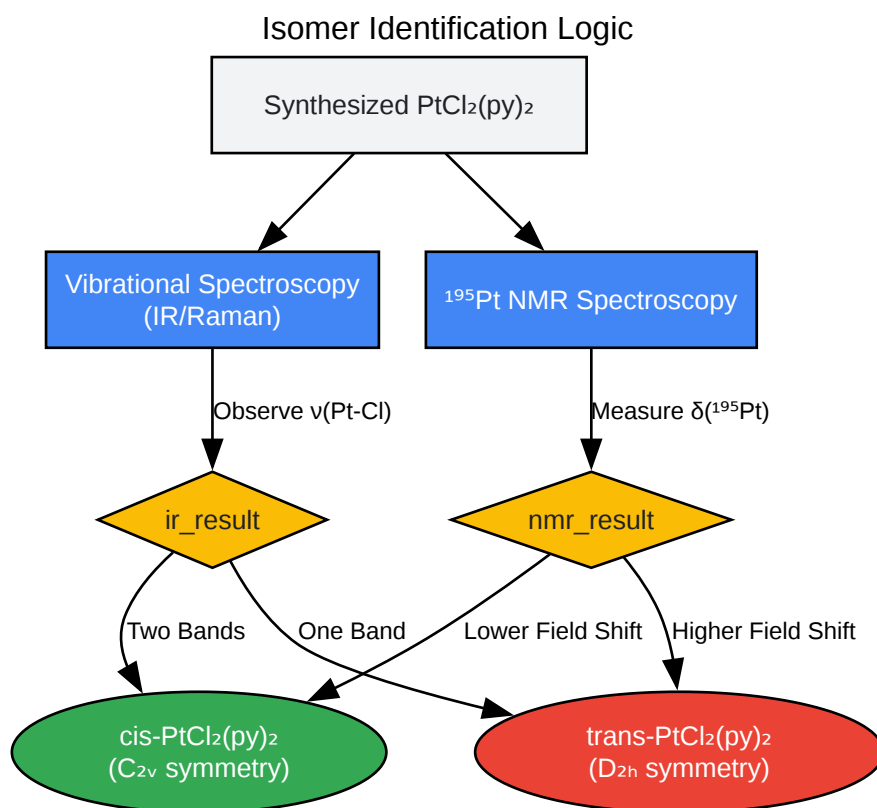 Isomer Identification Logic
Synthesized PtCl₂(py)₂
Vibrational Spectroscopy
(IR/Raman)
¹⁹⁵Pt NMR Spectroscopy
Observe ν(Pt-Cl)
Measure δ(¹⁹⁵Pt)
ir_result
nmr_result
Two Bands
One Band
Lower Field Shift
Higher Field Shift
cis-PtCl₂(py)₂
(C₂ᵥ symmetry)
trans-PtCl₂(py)₂
(D₂ₕ symmetry)